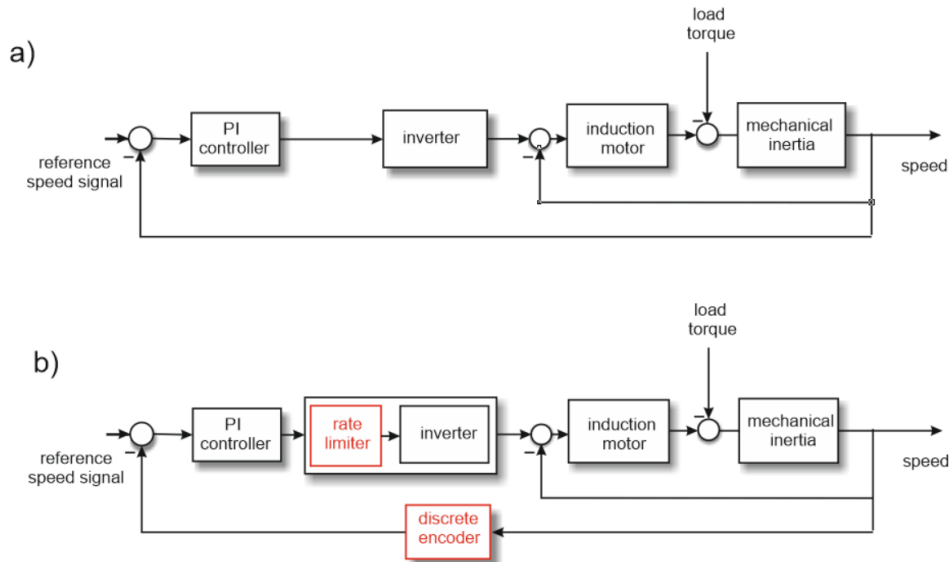 a)
load
torque
reference
speed signal
PI
controller
inverter
induction
motor
mechanical
inertia
speed
b)
load
torque
reference
speed signal
PI
controller
rate
limiter
inverter
induction
motor
mechanical
inertia
speed
discrete
encoder